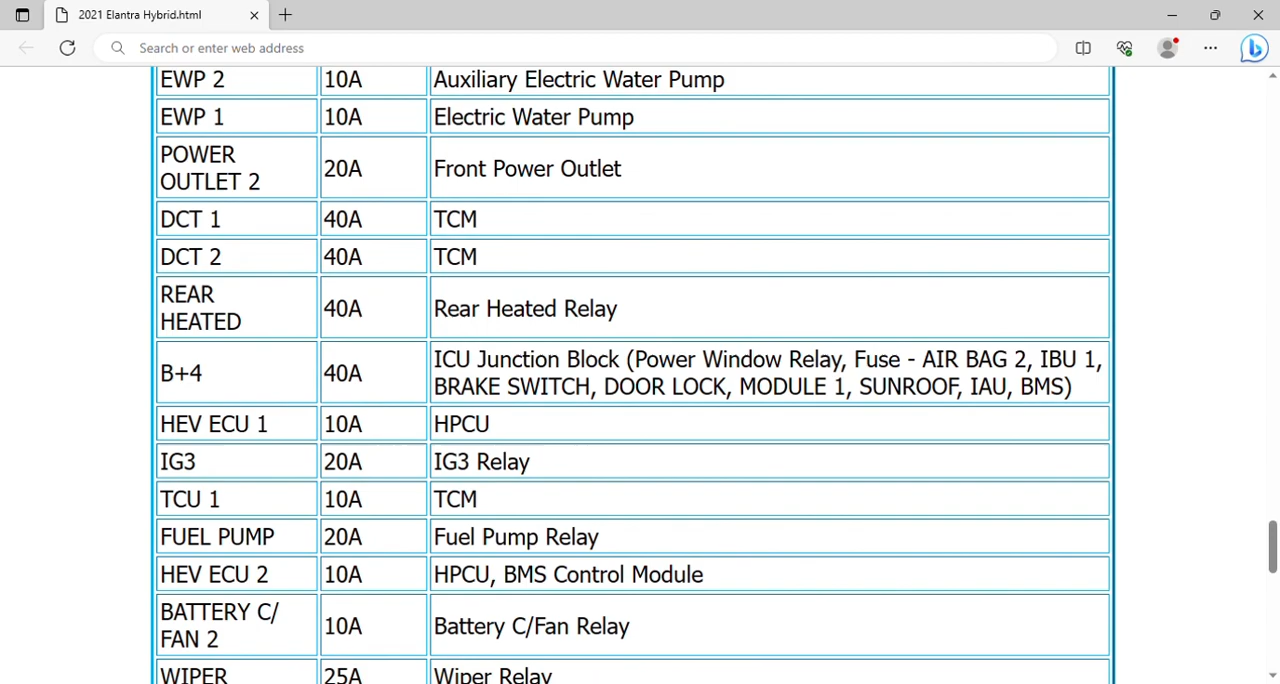 2021 Elantra Hybrid.html
Search or enter web address
EWP 2 10A Auxiliary Electric Water Pump
EWP 1 10A Electric Water Pump
POWER
OUTLET 2 20A Front Power Outlet
DCT 1 40A TCM
DCT 2 40A TCM
REAR
HEATED 40A Rear Heated Relay
B+4 40A ICU Junction Block (Power Window Relay, Fuse - AIR BAG 2, IBU 1,
BRAKE SWITCH, DOOR LOCK, MODULE 1, SUNROOF, IAU, BMS)
HEV ECU 1 10A HPCU
IG3 20A IG3 Relay
TCU 1 10A TCM
FUEL PUMP 20A Fuel Pump Relay
HEV ECU 2 10A HPCU, BMS Control Module
BATTERY C/
FAN 2 10A Battery C/Fan Relay
WIPER 25A Wiper Relay